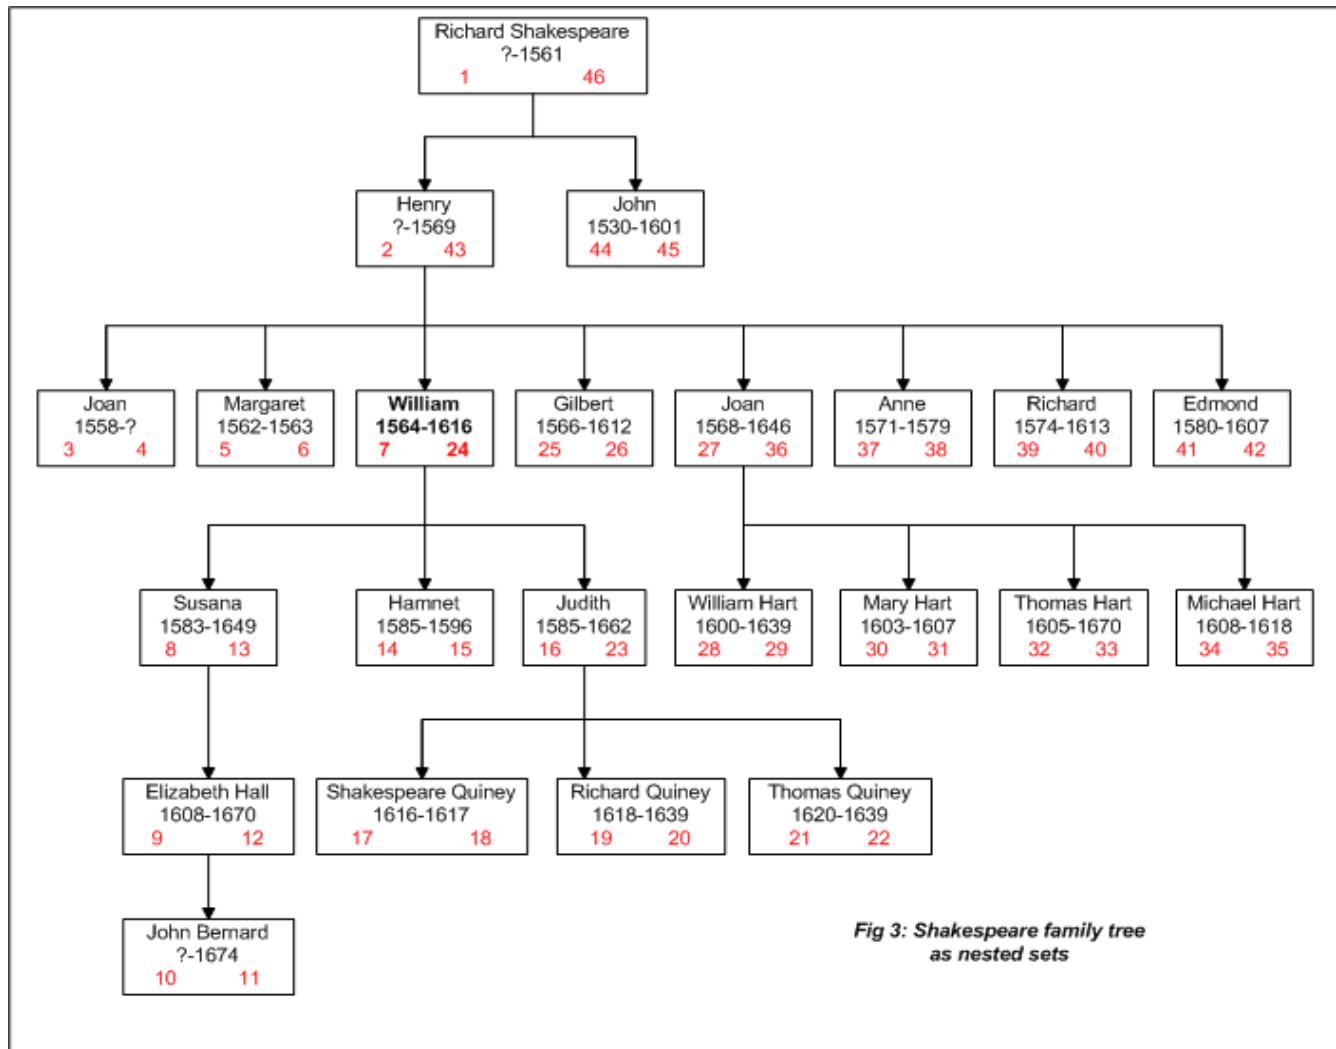 Richard Shakespeare
?-1561
1 46
Henry
?-1569
2 43
John
1530-1601
44 45
Joan
1558-?
3 4
Margaret
1562-1563
5 6
William
1564-1616
7 24
Gilbert
1566-1612
25 26
Joan
1568-1646
27 36
Anne
1571-1579
37 38
Richard
1574-1613
39 40
Edmond
1580-1607
41 42
Susana
1583-1649
8 13
Hamnet
1585-1596
14 15
Judith
1585-1662
16 23
William Hart
1600-1639
28 29
Mary Hart
1603-1607
30 31
Thomas Hart
1605-1670
32 33
Michael Hart
1608-1618
34 35
Elizabeth Hall
1608-1670
9 12
Shakespeare Quiney
1616-1617
17 18
Richard Quiney
1618-1639
19 20
Thomas Quiney
1620-1639
21 22
John Bernard
?-1674
10 11
Fig 3: Shakespeare family tree
as nested sets